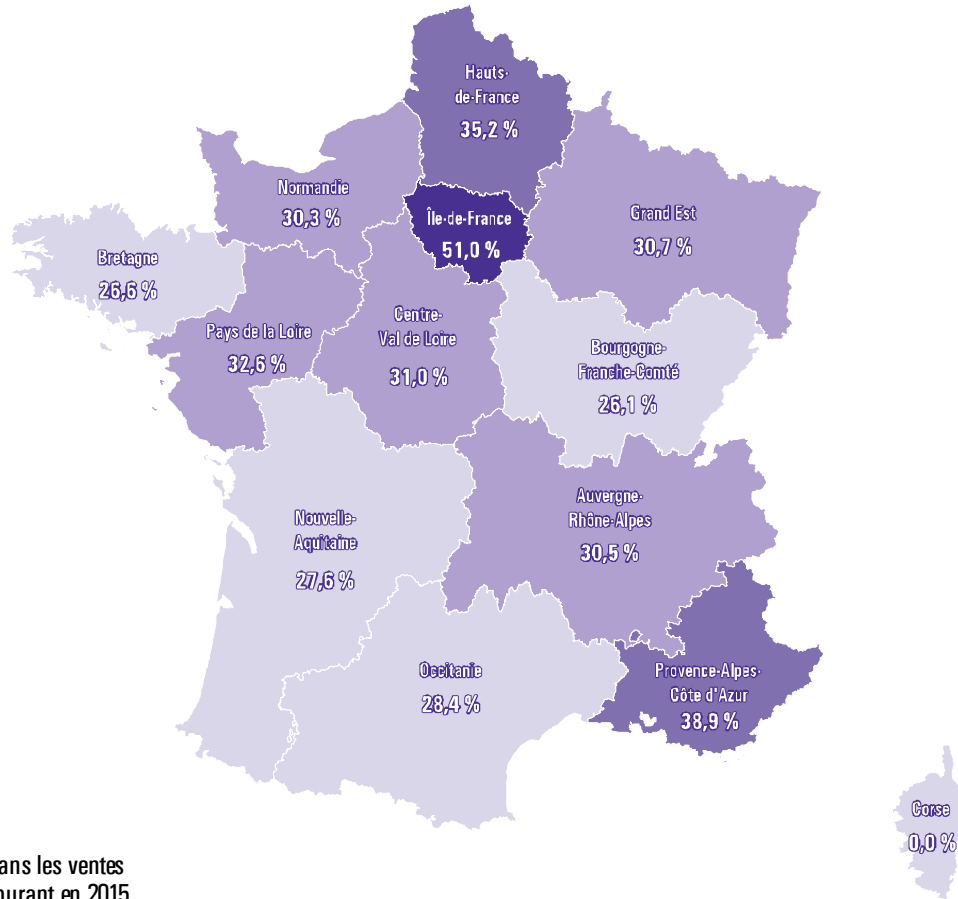 Hauts-
de-France
35,2 %
Normandie
30,3 %
Île-de-France
51,0 %
Grand Est
30,7 %
Bretagne
26,6 %
Pays de la Loire
32,6 %
Centre-
Val de Loire
31,0 %
Bourgogne-
Franche-Comté
26,1 %
Nouvelle-
Aquitaine
27,6 %
Auvergne-
Rhône-Alpes
30,5 %
Occitanie
28,4 %
Provence-Alpes-
Côte d'Azur
38,9 %
Corse
0,0 %
ans les ventes
en 2015